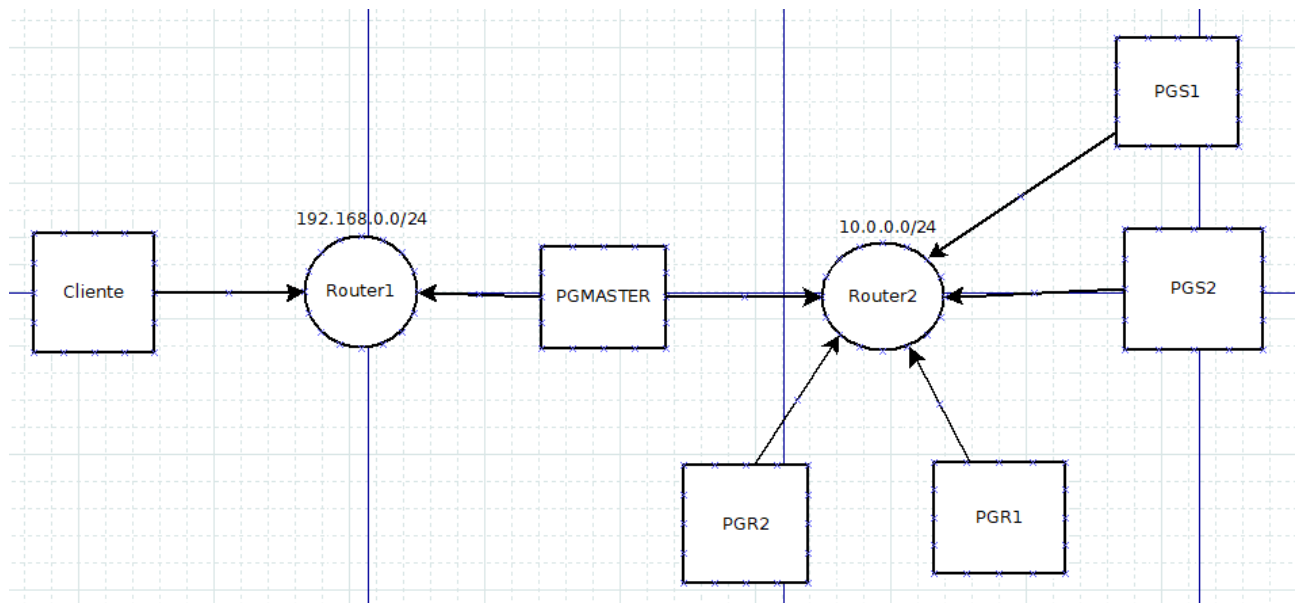 PGS1
192.168.0.0/24
10.0.0.0/24
Cliente
Router1
PGMASTER
Router2
PGS2
PGR2
PGR1